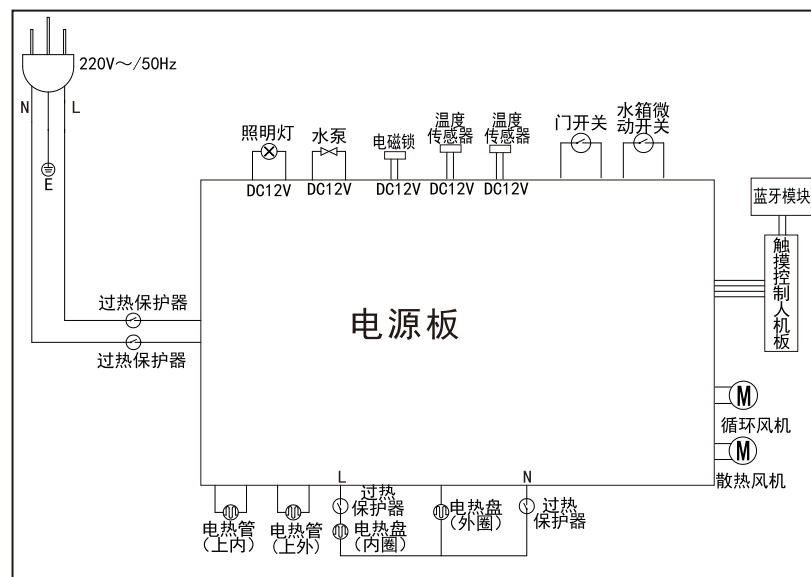 220V～/50Hz
N
L
E
照明灯
水泵
电磁锁
温度
传感器
温度
传感器
门开关
水箱微
动开关
DC12V
DC12V
DC12V
DC12V
DC12V
蓝牙模块
触摸控制人机板
过热保护器
过热保护器
电源板
循环风机
散热风机
L
N
电热管
(上内)
电热管
(上外)
过热
保护器
电热盘
(内圈)
电热盘
(外圈)
过热
保护器
M
M